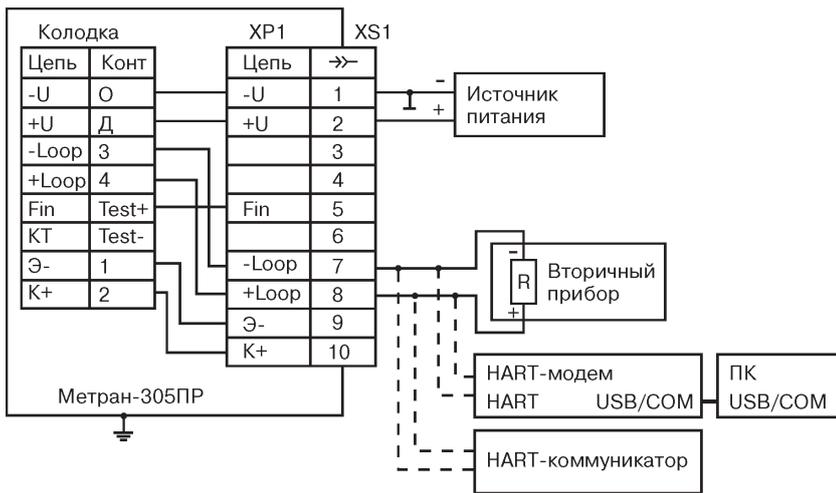 Колодка XP1 XS1
Цепь Конт Цепь
-U О -U 1 - Источник
+U Д +U 2 + питания
-Loop 3 3
+Loop 4 4
Fin Test+ Fin 5
КТ Test- 6
Э- 1 -Loop 7
К+ 2 +Loop 8
Э- 9
К+ 10
-
R Вторичный
прибор
+
Метран-305ПР
HART-модем
HART USB/COM
ПК
USB/COM
HART-коммуникатор